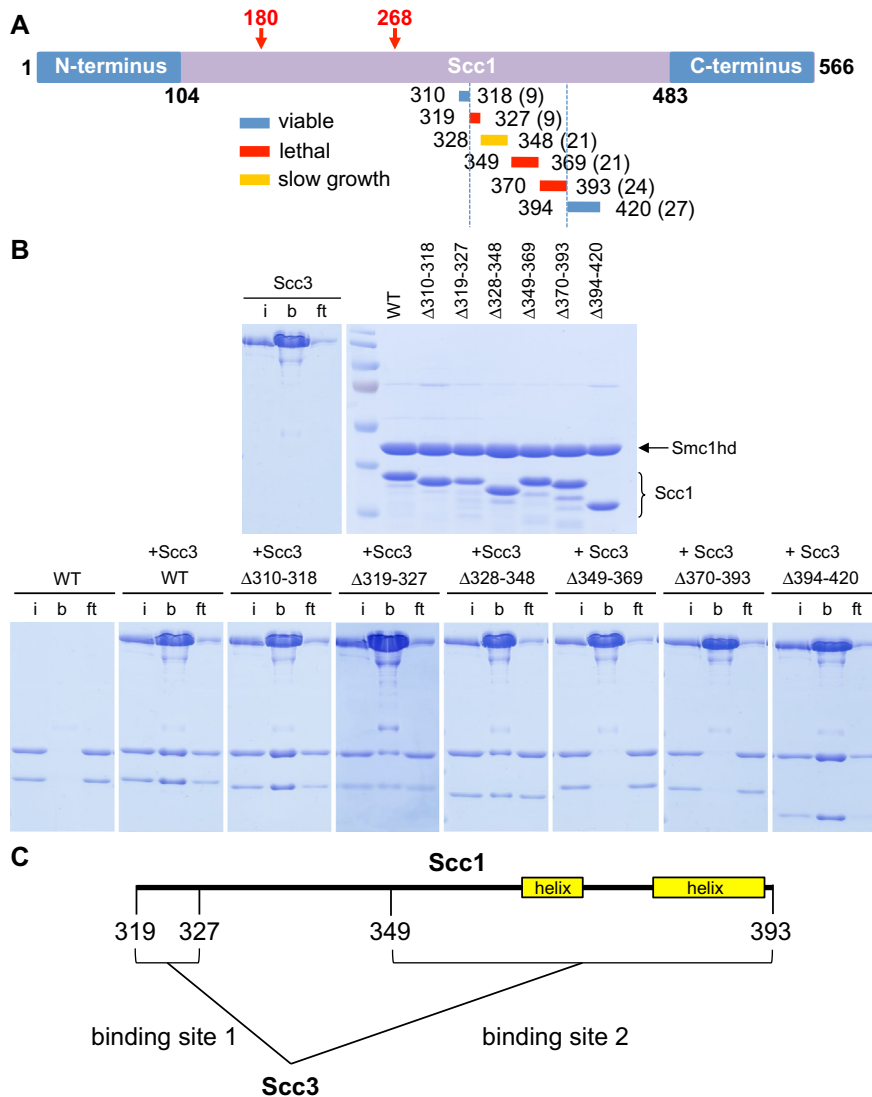 A
180 268
1 N-terminus Scc1 C-terminus 566
104 483
310 318 (9)
319 327 (9)
328 348 (21)
349 369 (21)
370 393 (24)
394 420 (27)
viable
lethal
slow growth
B
Scc3
i b ft
WT Δ310-318 Δ319-327 Δ328-348 Δ349-369 Δ370-393 Δ394-420
Smc1hd
Scc1
WT
i b ft
+Scc3
WT
i b ft
+Scc3
Δ310-318
i b ft
+Scc3
Δ319-327
i b ft
+Scc3
Δ328-348
i b ft
+ Scc3
Δ349-369
i b ft
+ Scc3
Δ370-393
i b ft
+ Scc3
Δ394-420
i b ft
C
Scc1
helix helix
319 327 349 393
binding site 1 binding site 2
Scc3